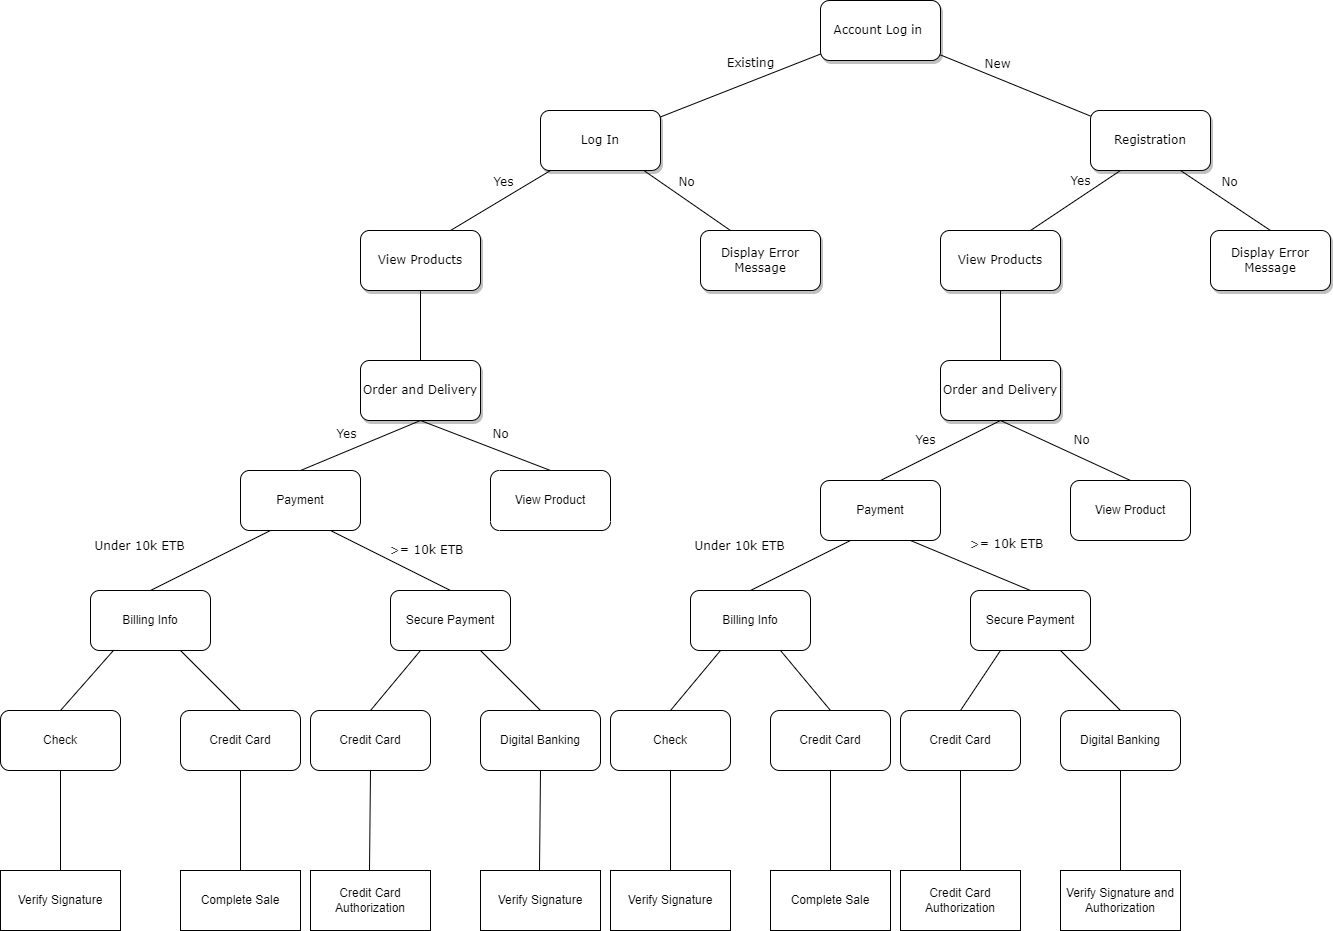 Account Log in
Existing
New
Log In
Registration
Yes
No
Yes
No
View Products
Display Error
Message
View Products
Display Error
Message
Order and Delivery
Order and Delivery
Yes
No
Yes
No
Payment
View Product
Payment
View Product
Under 10k ETB
>= 10k ETB
Under 10k ETB
>= 10k ETB
Billing Info
Secure Payment
Billing Info
Secure Payment
Check
Credit Card
Credit Card
Digital Banking
Check
Credit Card
Credit Card
Digital Banking
Verify Signature
Complete Sale
Credit Card
Authorization
Verify Signature
Verify Signature
Complete Sale
Credit Card
Authorization
Verify Signature and
Authorization